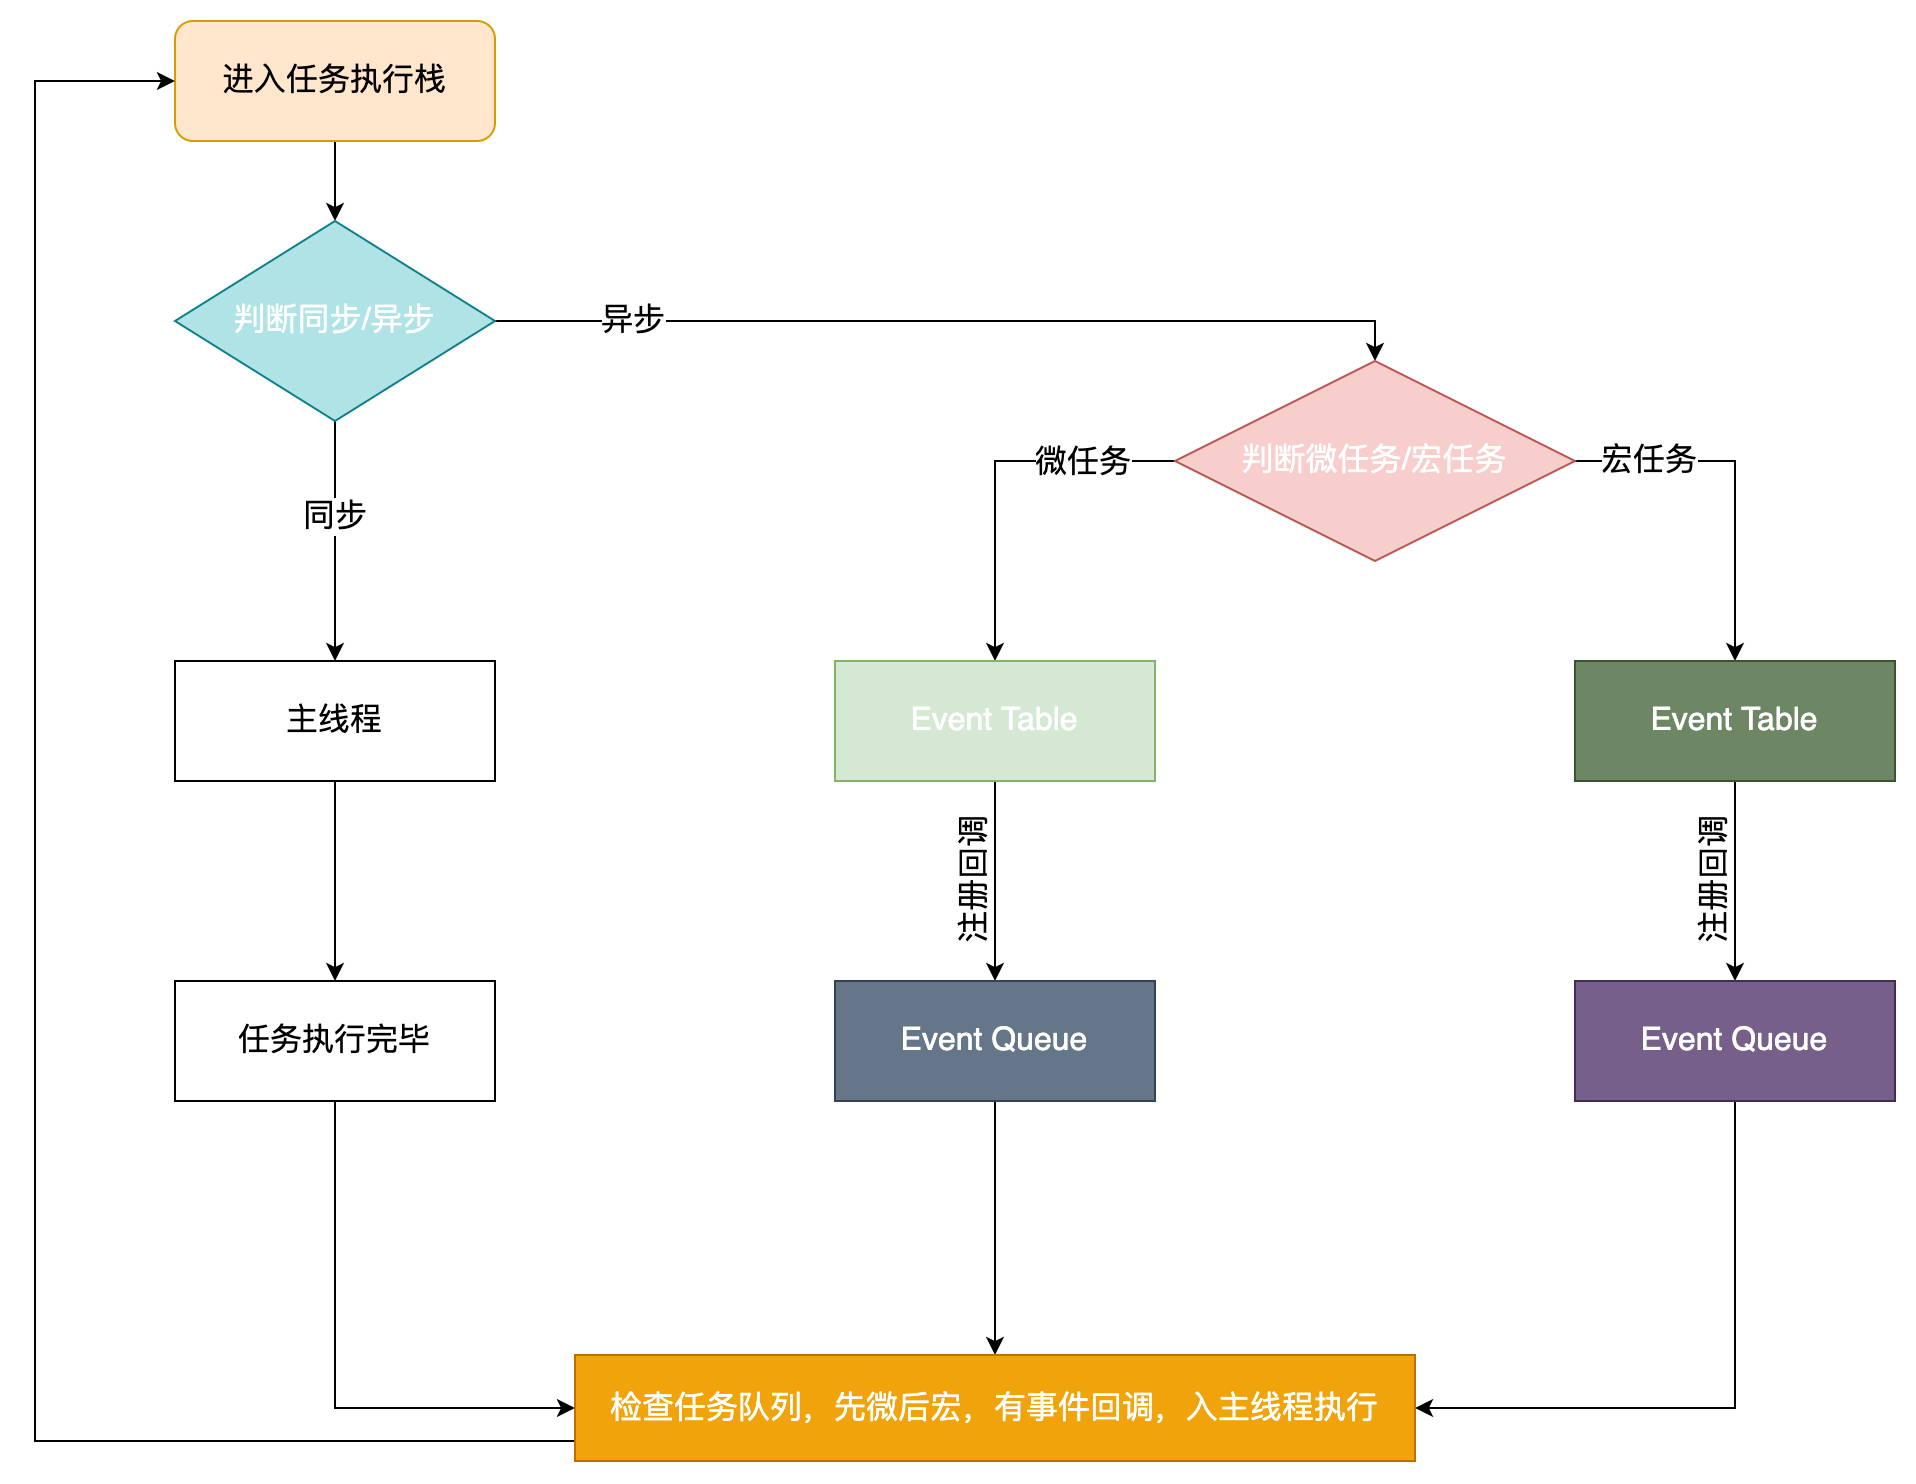 进入任务执行栈
判断同步/异步
异步
判断微任务/宏任务
微任务
宏任务
同步
主线程
Event Table
Event Table
注册回调
注册回调
任务执行完毕
Event Queue
Event Queue
检查任务队列，先微后宏，有事件回调，入主线程执行